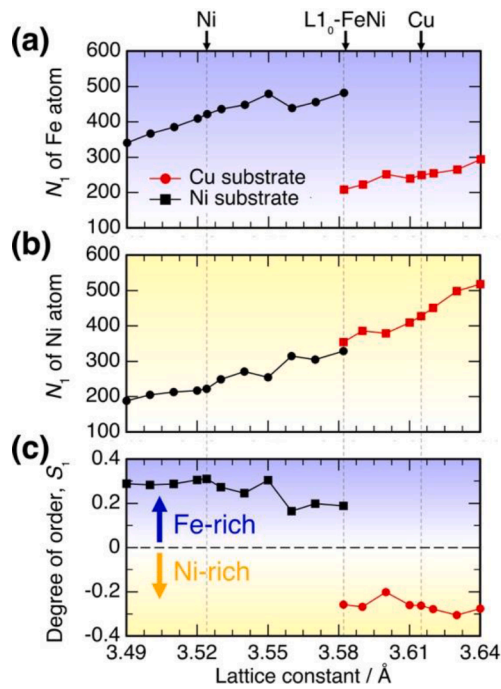 Ni L1₀-FeNi Cu
(a)
600
500
400
300
200
100
N₁ of Fe atom
Cu substrate
Ni substrate
(b)
600
500
400
300
200
100
N₁ of Ni atom
(c)
0.4
0.2
0
-0.2
-0.4
Degree of order, S₁
Fe-rich
Ni-rich
3.49 3.52 3.55 3.58 3.61 3.64
Lattice constant / Å